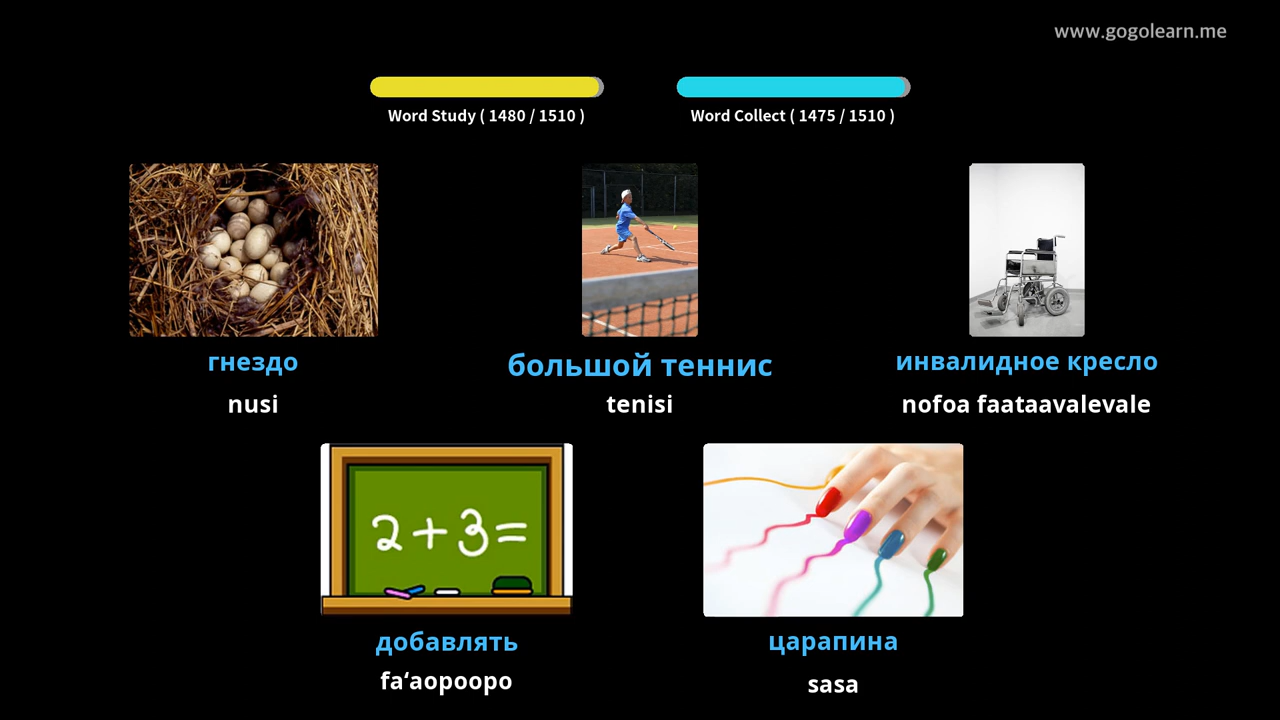 www.gogolearn.me
Word Study ( 1480 / 1510 )
Word Collect ( 1475 / 1510 )
гнездо
большой теннис
инвалидное кресло
nusi
tenisi
nofoa faataavalevale
2+3=
добавлять
царапина
fa‘aopoopo
sasa